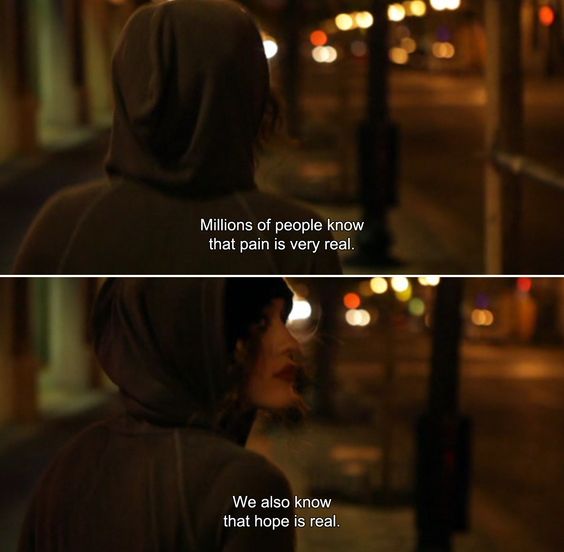 Millions of people know
that pain is very real.
We also know
that hope is real.